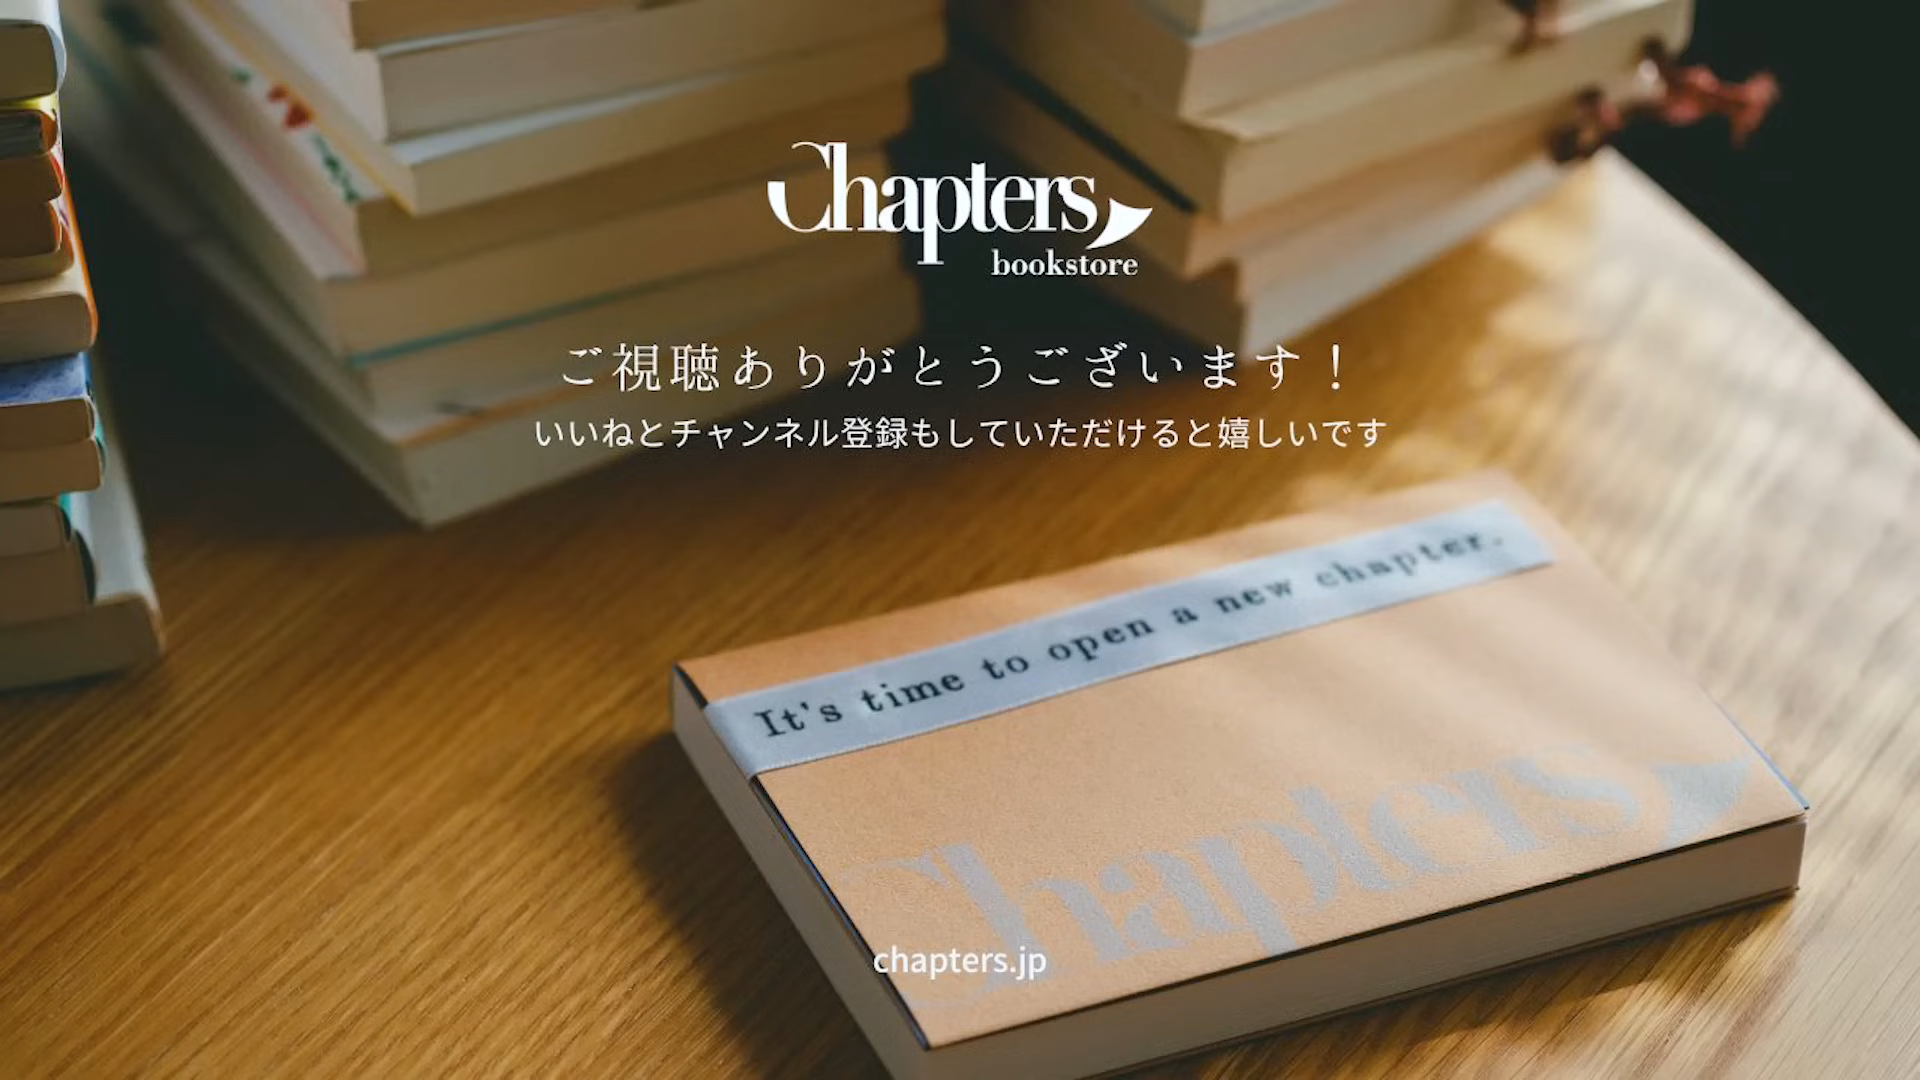 Chapters
bookstore
ご視聴ありがとうございます！
いいねとチャンネル登録もしていただけると嬉しいです
It's time to open a new chapter.
Chapters
chapters.jp